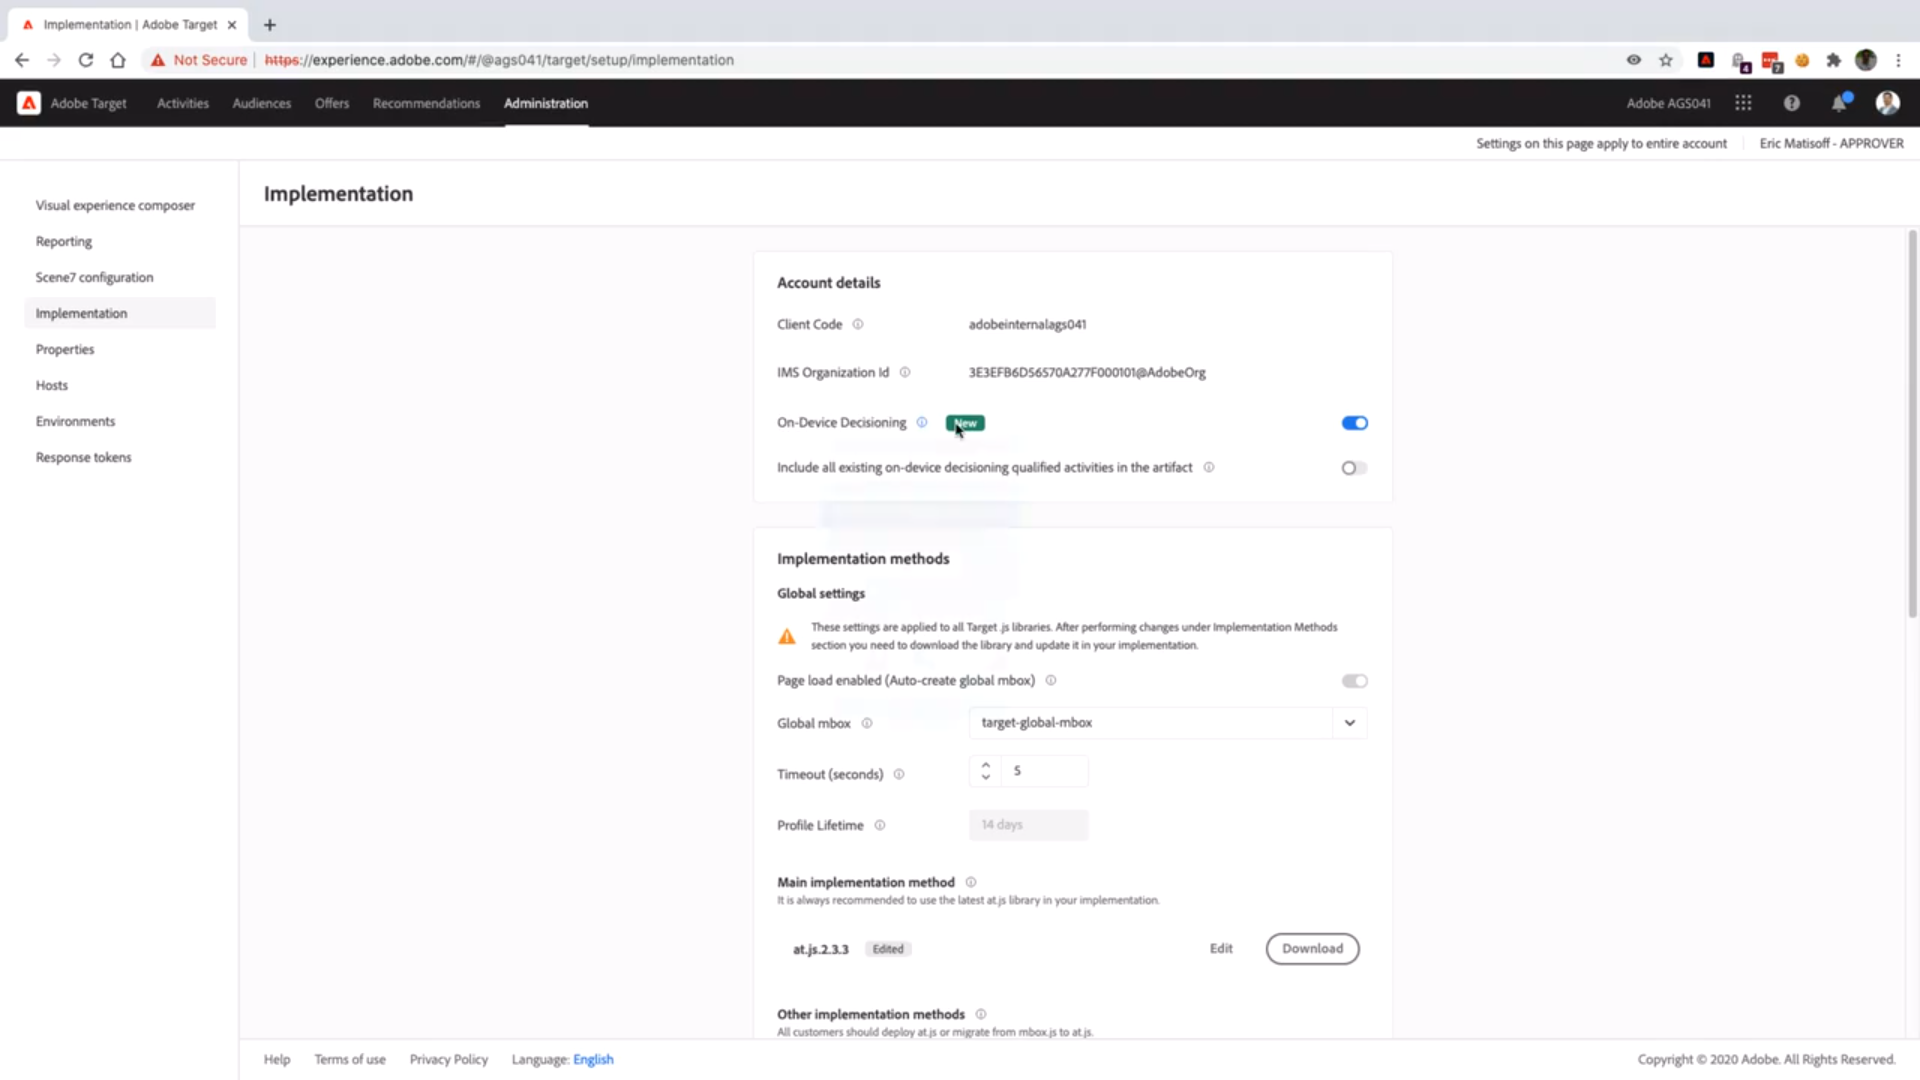 Implementation | Adobe Target
Not Secure https://experience.adobe.com/#/@ags041/target/setup/implementation
4 7
Adobe Target Activities Audiences Offers Recommendations Administration Adobe AGS041
Settings on this page apply to entire account Eric Matisoff - APPROVER
Visual experience composer
Reporting
Scene7 configuration
Implementation
Properties
Hosts
Environments
Response tokens
Implementation
Account details
Client Code adobeinternalags041
IMS Organization Id 3E3EFB6D56570A277F000101@AdobeOrg
On-Device Decisioning New
Include all existing on-device decisioning qualified activities in the artifact
Implementation methods
Global settings
These settings are applied to all Target .js libraries. After performing changes under Implementation Methods
section you need to download the library and update it in your implementation.
Page load enabled (Auto-create global mbox)
Global mbox target-global-mbox
Timeout (seconds) 5
Profile Lifetime 14 days
Main implementation method
It is always recommended to use the latest at.js library in your implementation.
at.js.2.3.3 Edited Edit Download
Other implementation methods
All customers should deploy at.js or migrate from mbox.js to at.js.
Help Terms of use Privacy Policy Language: English Copyright © 2020 Adobe. All Rights Reserved.